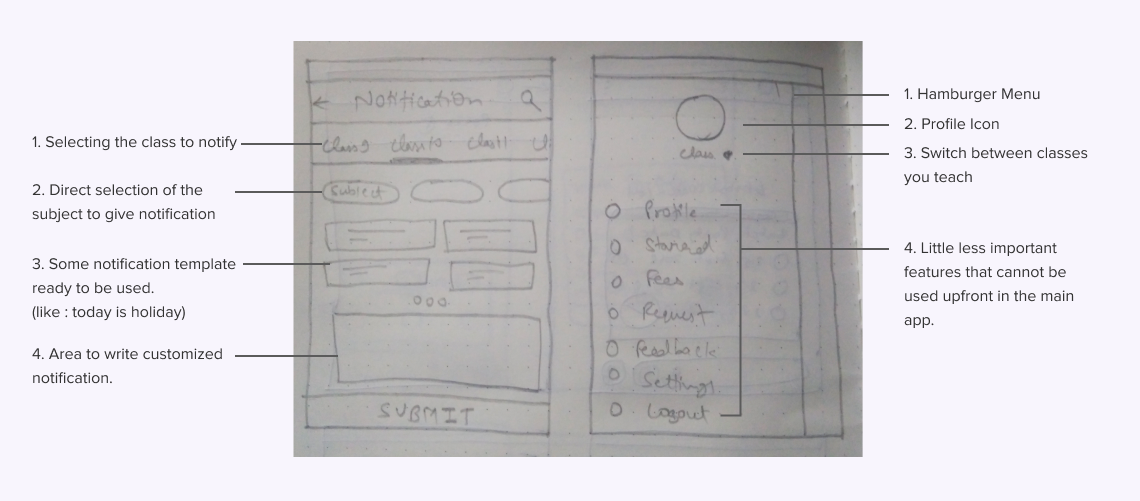 1. Selecting the class to notify
2. Direct selection of the
subject to give notification
3. Some notification template
ready to be used.
(like : today is holiday)
4. Area to write customized
notification.
← Notification
Class 9 Class 10 Class 11 Cl
Subject
SUBMIT
class
Profile
Starred
Fees
Request
Feedback
Settings
Logout
1. Hamburger Menu
2. Profile Icon
3. Switch between classes
you teach
4. Little less important
features that cannot be
used upfront in the main
app.